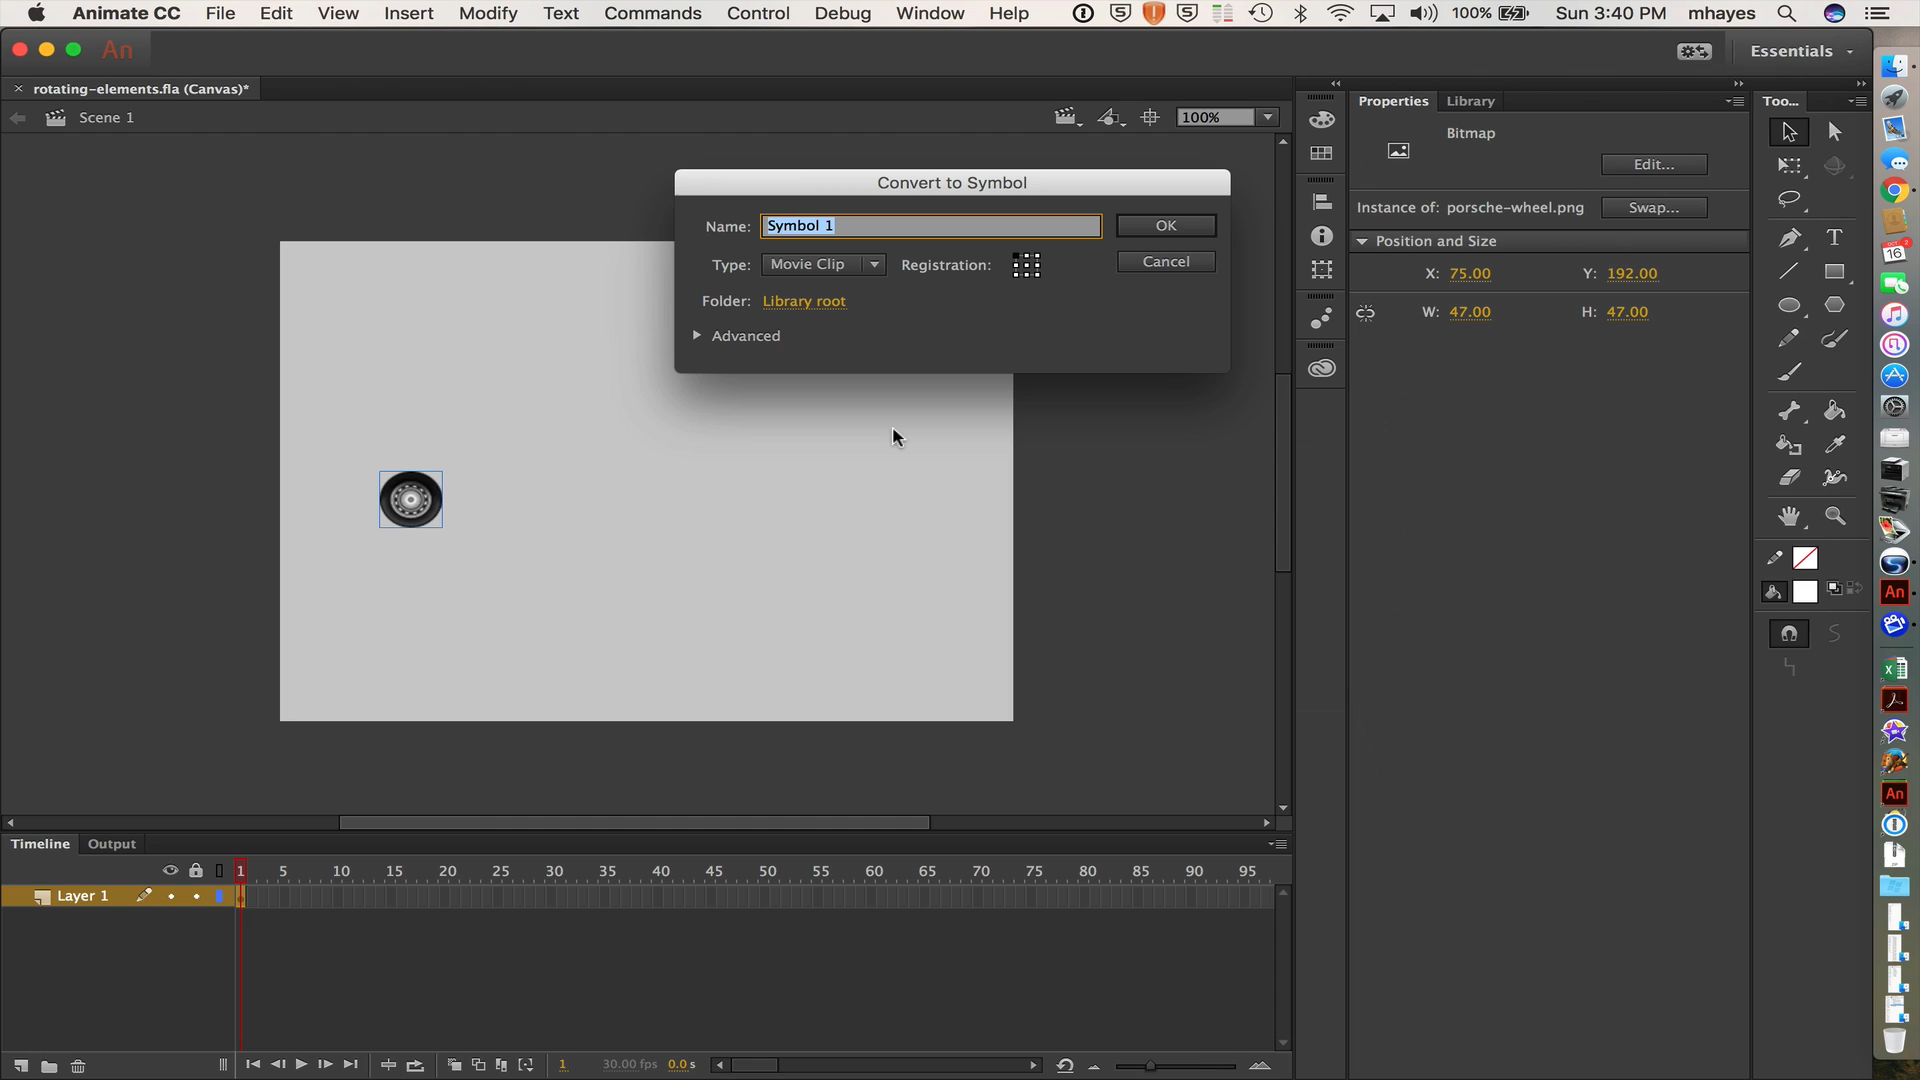 Animate CC File Edit View Insert Modify Text Commands Control Debug Window Help 5 5 100% Sun 3:40 PM mhayes
An Essentials
× rotating-elements.fla (Canvas)*
Properties Library Too...
Scene 1 100%
Bitmap
Edit...
Convert to Symbol
Instance of: porsche-wheel.png Swap...
Name: Symbol 1 OK
Position and Size
Type: Movie Clip Registration: Cancel
X: 75.00 Y: 192.00
Folder: Library root
W: 47.00 H: 47.00
Advanced
Timeline Output
1 5 10 15 20 25 30 35 40 45 50 55 60 65 70 75 80 85 90 95
Layer 1
1 30.00 fps 0.0 s
T
16
An
An